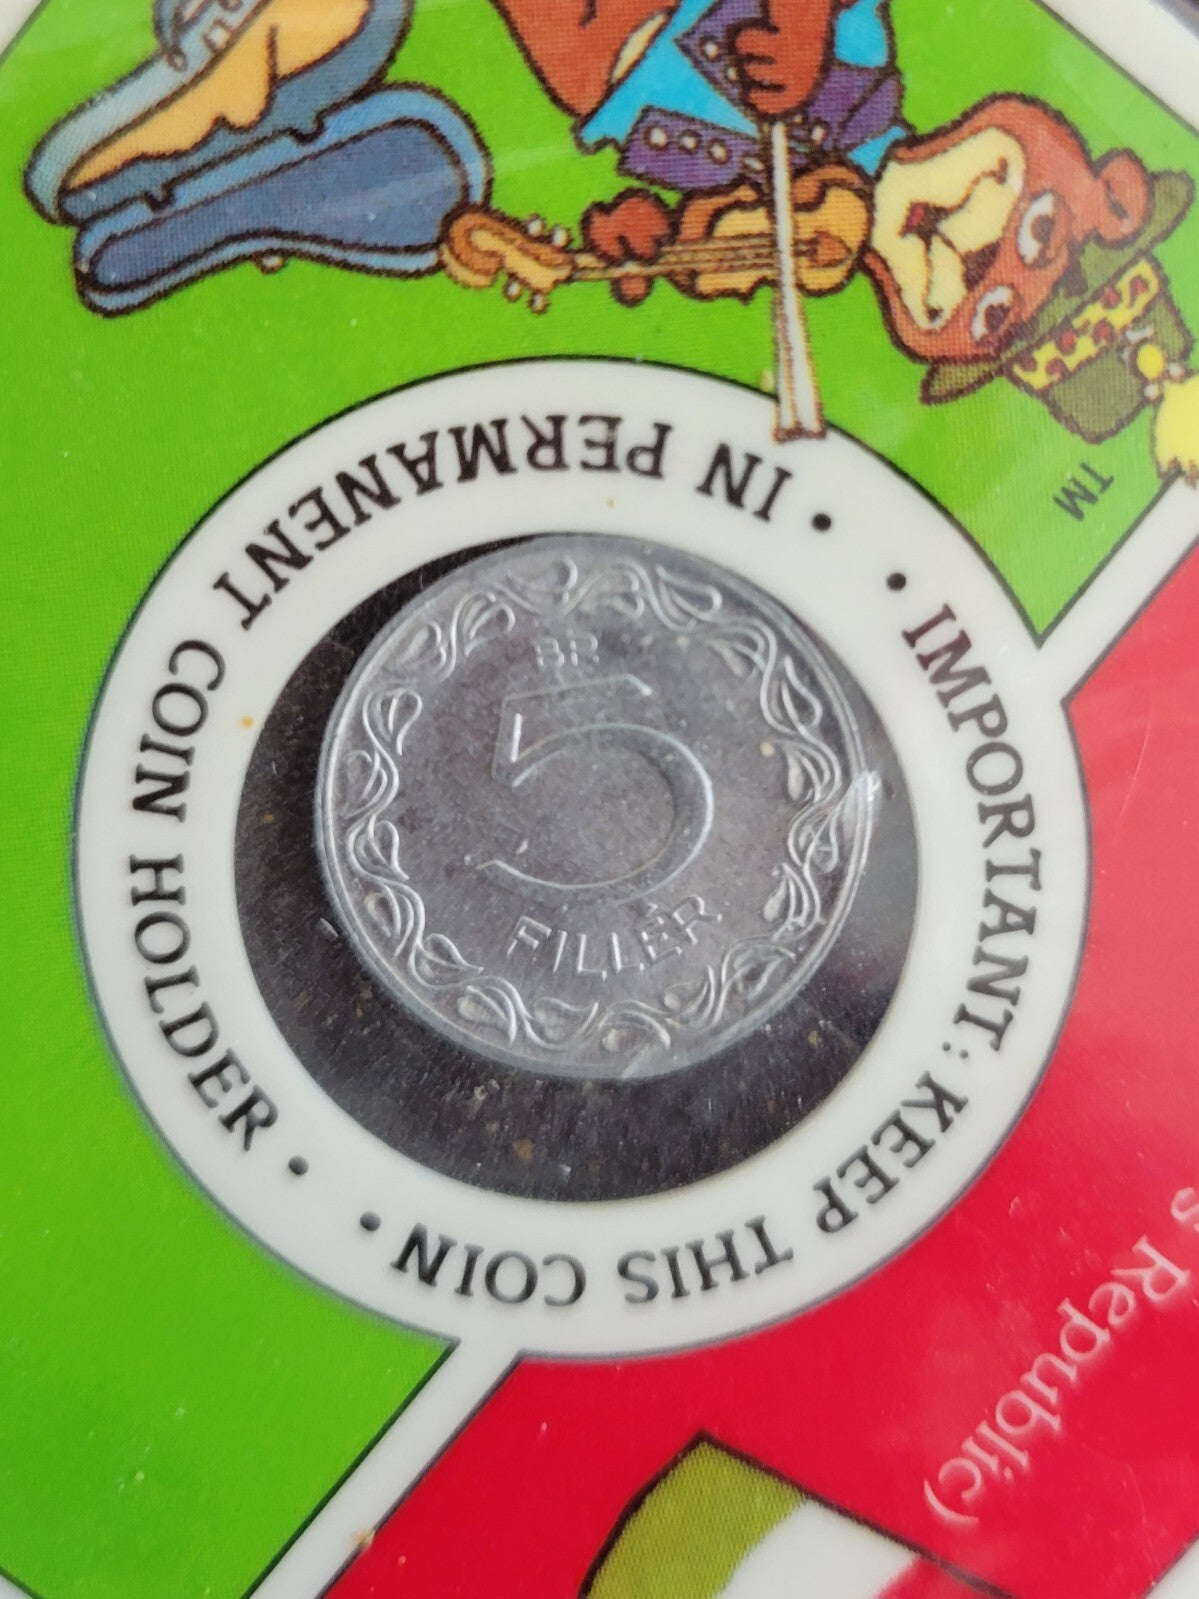 • IMPORTANT: KEEP THIS COIN •
• IN PERMANENT COIN HOLDER •
BP.
5
FILLÉR
TM
s Republic)